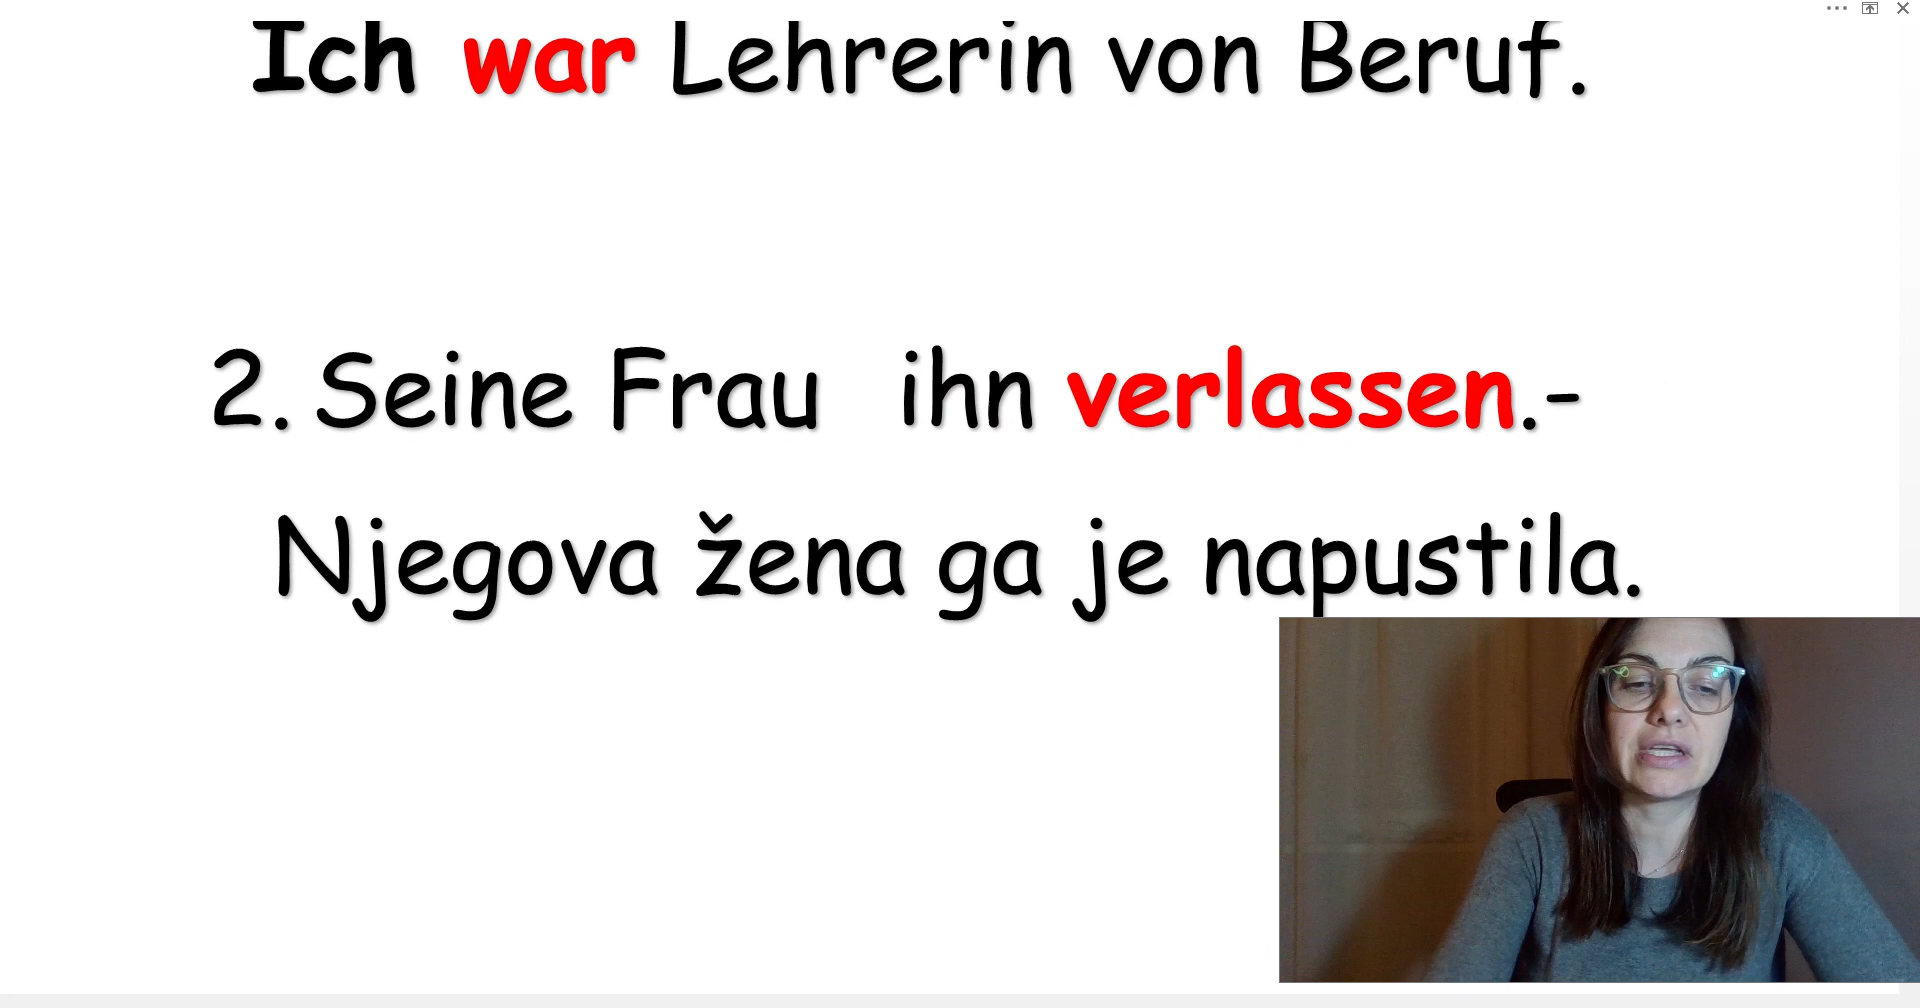 Ich war Lehrerin von Beruf.
2. Seine Frau ihn verlassen.-
Njegova žena ga je napustila.